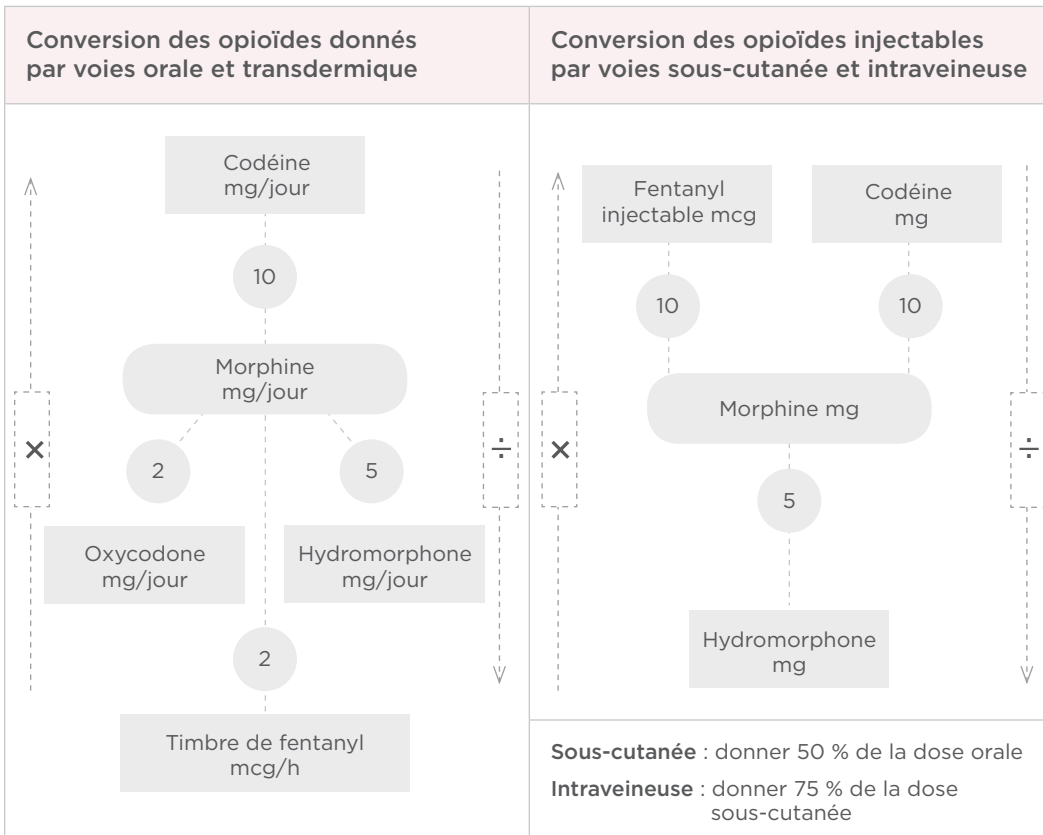 Conversion des opioïdes donnés
par voies orale et transdermique
Codéine
mg/jour
10
Morphine
mg/jour
×
÷
2
5
Oxycodone
mg/jour
Hydromorphone
mg/jour
2
Timbre de fentanyl
mcg/h
Conversion des opioïdes injectables
par voies sous-cutanée et intraveineuse
Fentanyl
injectable mcg
Codéine
mg
10
10
Morphine mg
×
÷
5
Hydromorphone
mg
Sous-cutanée : donner 50 % de la dose orale
Intraveineuse : donner 75 % de la dose
sous-cutanée